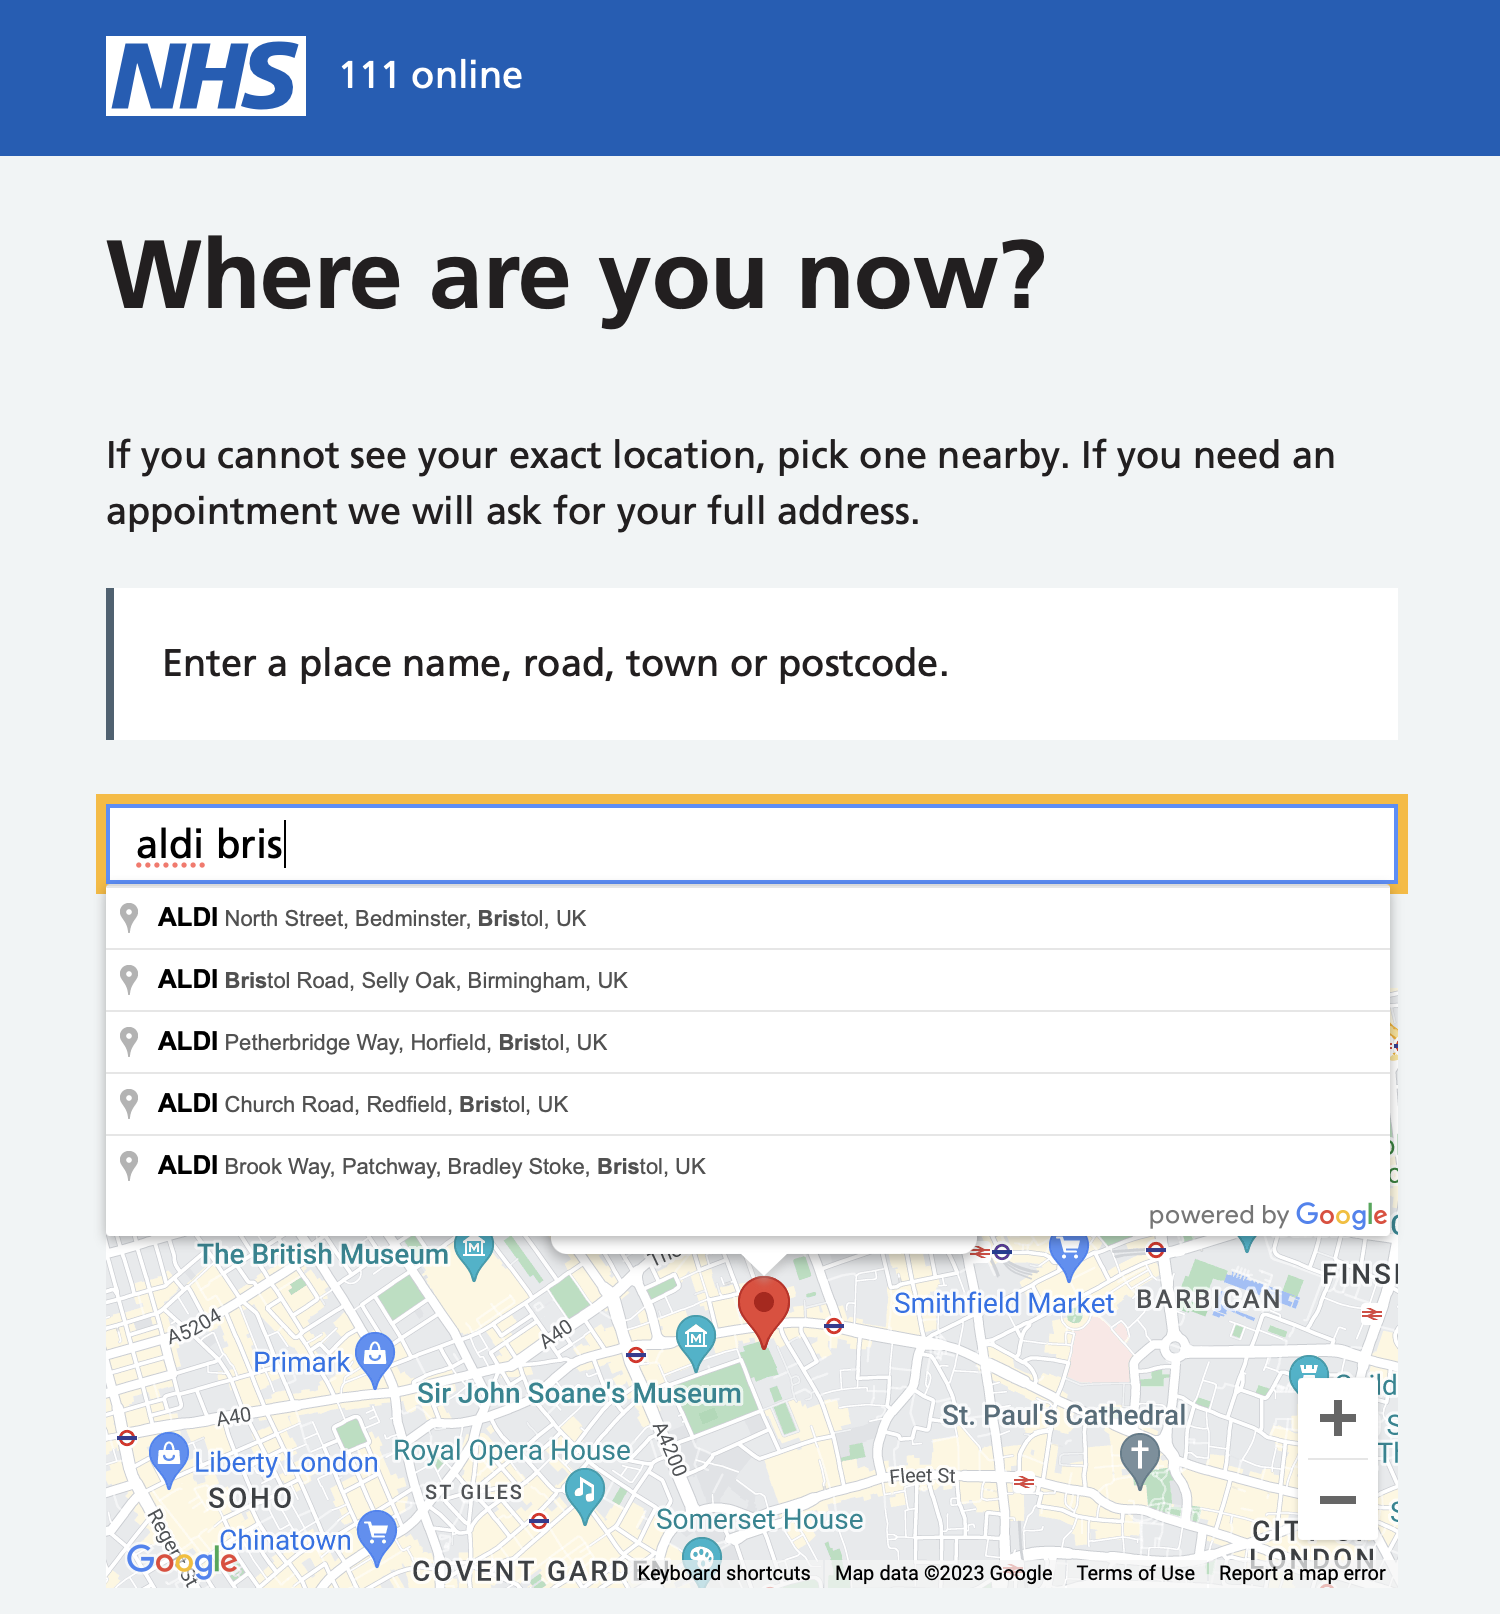 NHS 111 online
Where are you now?
If you cannot see your exact location, pick one nearby. If you need an
appointment we will ask for your full address.
Enter a place name, road, town or postcode.
aldi bris
ALDI North Street, Bedminster, Bristol, UK
ALDI Bristol Road, Selly Oak, Birmingham, UK
ALDI Petherbridge Way, Horfield, Bristol, UK
ALDI Church Road, Redfield, Bristol, UK
ALDI Brook Way, Patchway, Bradley Stoke, Bristol, UK
powered by Google
The British Museum
FINS
Smithfield Market
BARBICAN
A5204
A40
Primark
Sir John Soane's Museum
A40
St. Paul's Cathedral
Royal Opera House
A4200
Liberty London
Fleet St
SOHO
ST GILES
Somerset House
Chinatown
CIT
LONDON
COVENT GARD
Google
Keyboard shortcuts
Map data ©2023 Google
Terms of Use
Report a map error